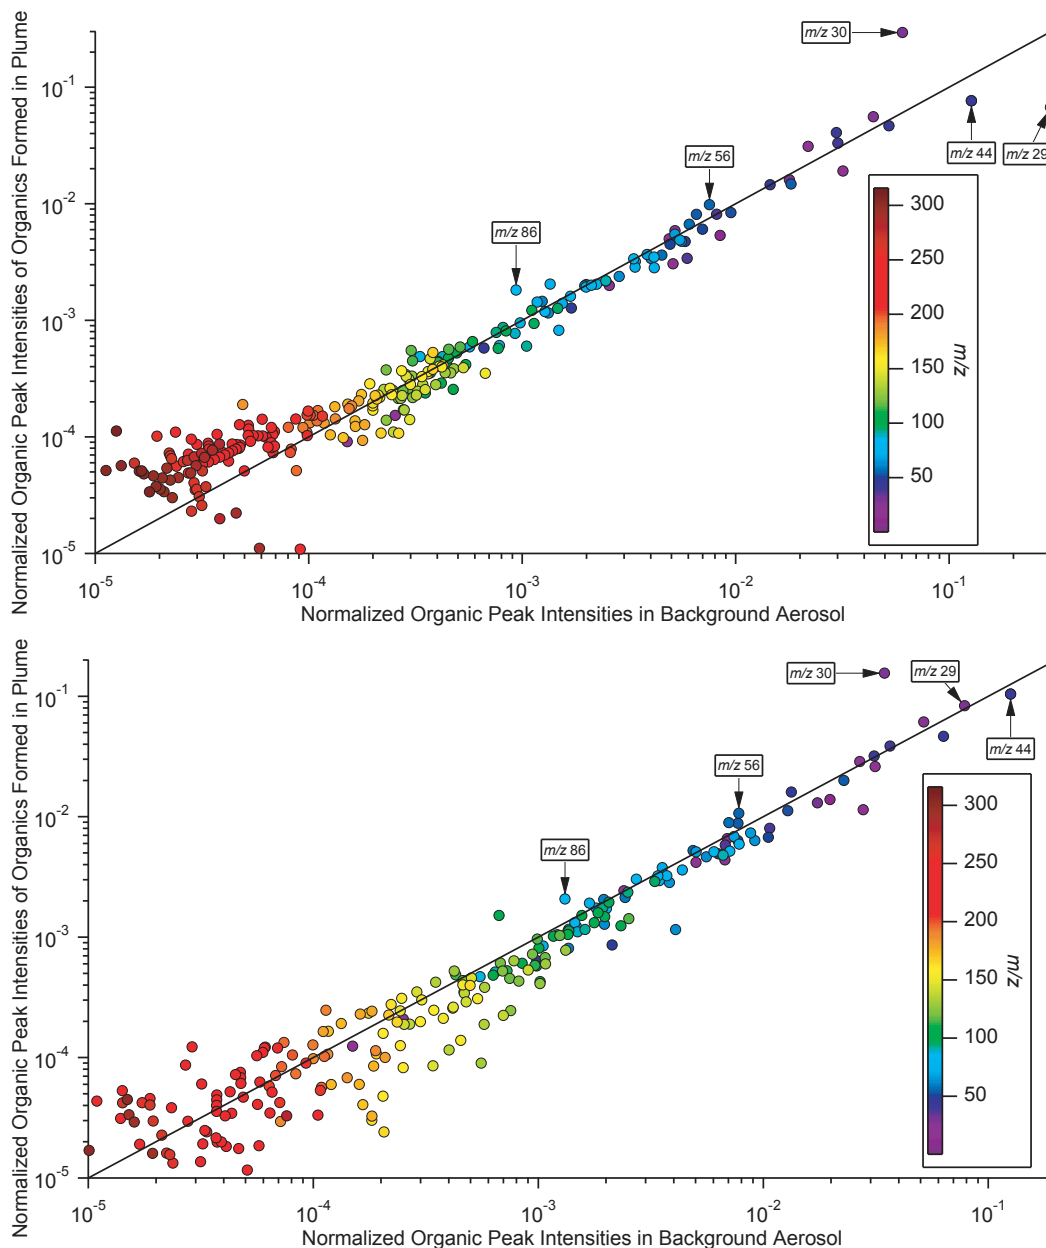 Normalized Organic Peak Intensities of Organics Formed in Plume
10⁻¹
10⁻²
10⁻³
10⁻⁴
10⁻⁵
m/z 30
m/z 44
m/z 29
m/z 56
m/z 86
300
250
200
150
100
50
m/z
10⁻⁵ 10⁻⁴ 10⁻³ 10⁻² 10⁻¹
Normalized Organic Peak Intensities in Background Aerosol
Normalized Organic Peak Intensities of Organics Formed in Plume
10⁻¹
10⁻²
10⁻³
10⁻⁴
10⁻⁵
m/z 30
m/z 29
m/z 44
m/z 56
m/z 86
300
250
200
150
100
50
m/z
10⁻⁵ 10⁻⁴ 10⁻³ 10⁻² 10⁻¹
Normalized Organic Peak Intensities in Background Aerosol